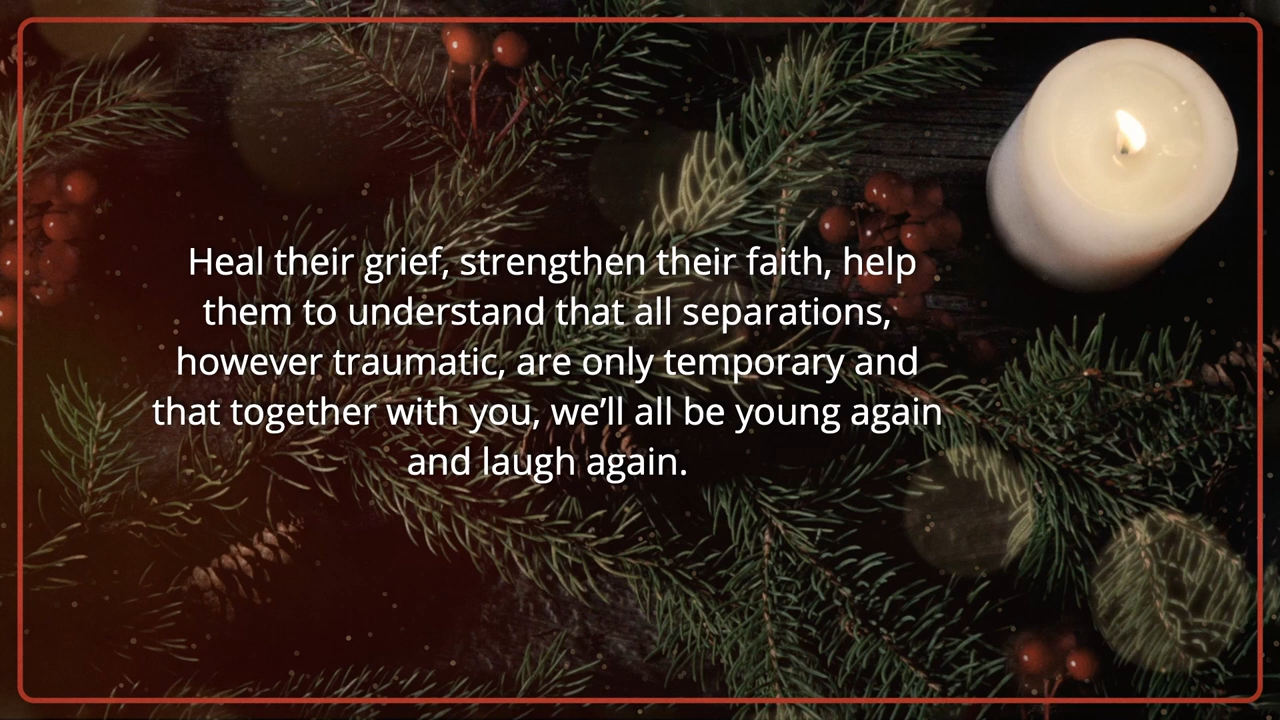 Heal their grief, strengthen their faith, help
them to understand that all separations,
however traumatic, are only temporary and
that together with you, we’ll all be young again
and laugh again.